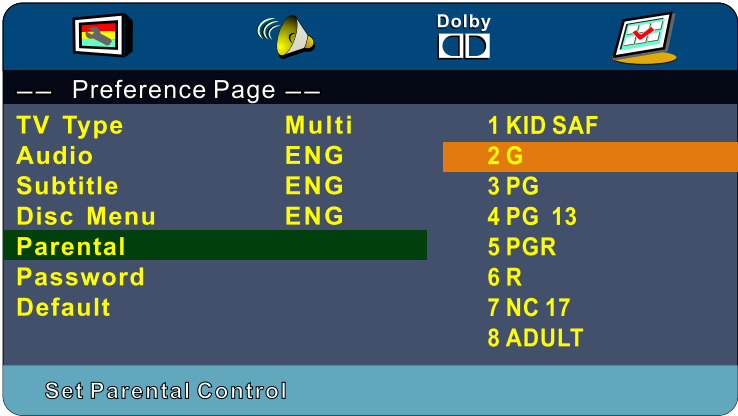 Dolby
—— Preference Page ——
TV Type Multi 1 KID SAF
Audio ENG 2 G
Subtitle ENG 3 PG
Disc Menu ENG 4 PG 13
Parental 5 PGR
Password 6 R
Default 7 NC 17
8 ADULT
Set Parental Control